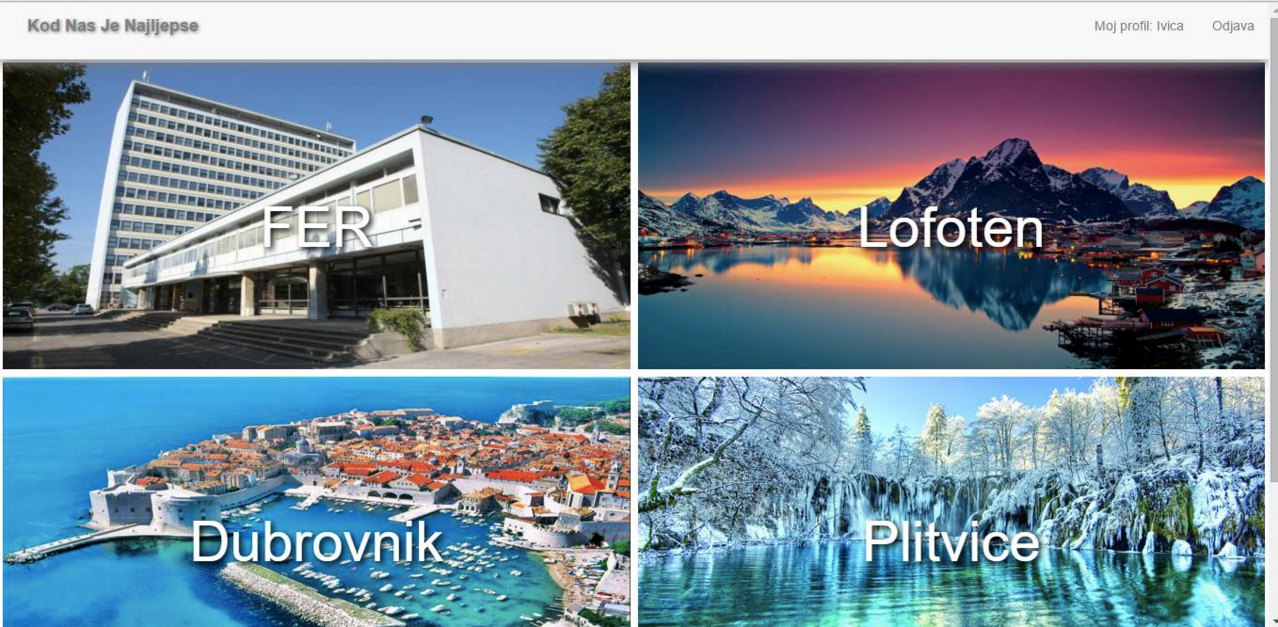 Kod Nas Je Najljepse
Moj profil: Ivica Odjava
FER
Lofoten
Dubrovnik
Plitvice